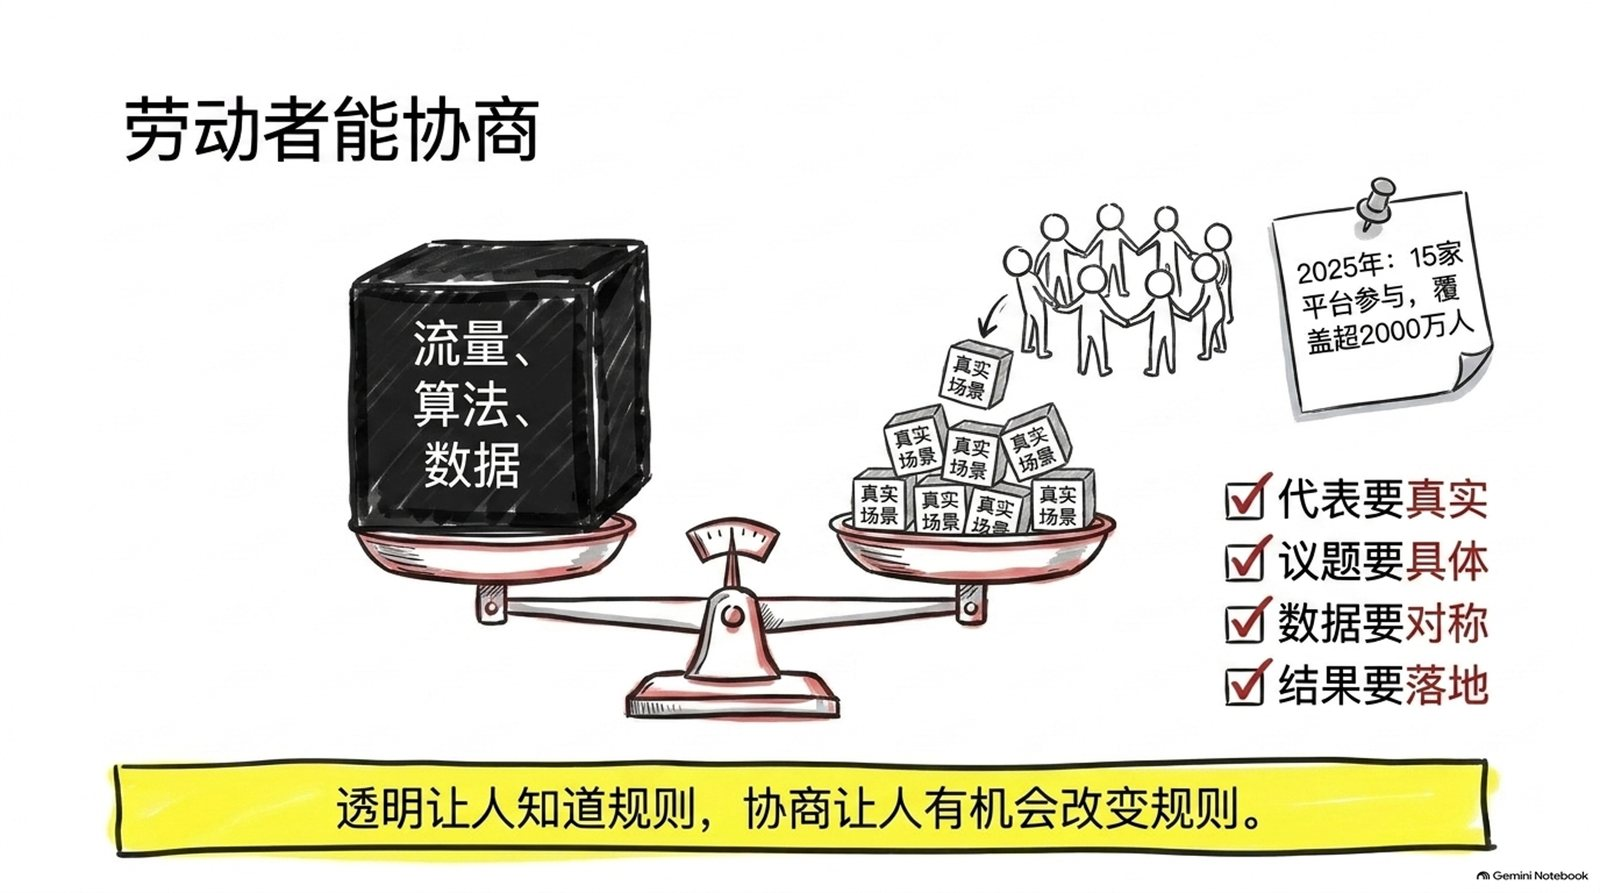 劳动者能协商
流量、
算法、
数据
真实
场景
真实
场景
真实
场景
真实
场景
真实
场景
真实
场景
真实
场景
真实
场景
2025年：15家
平台参与，覆
盖超2000万人
代表要真实
议题要具体
数据要对称
结果要落地
透明让人知道规则，协商让人有机会改变规则。
Gemini Notebook